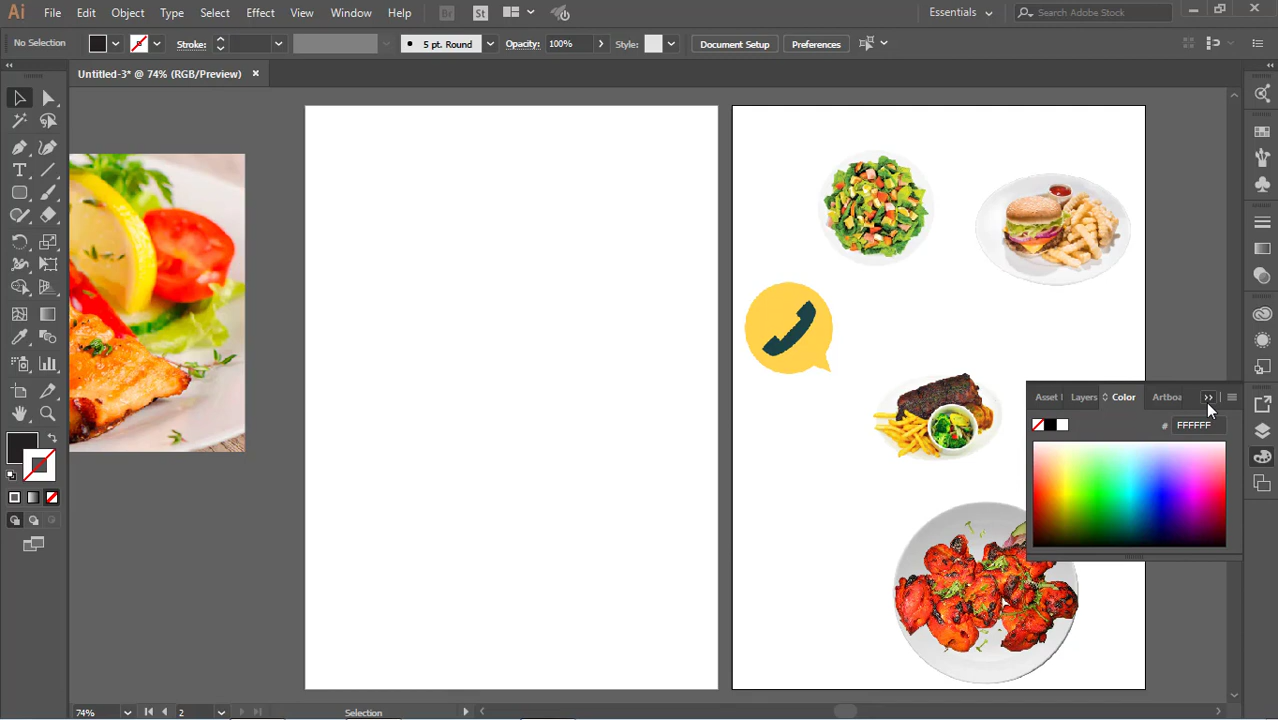 Ai File Edit Object Type Select Effect View Window Help Br St Essentials Search Adobe Stock
No Selection Stroke: 5 pt. Round Opacity: 100% Style: Document Setup Preferences
Untitled-3* @ 74% (RGB/Preview) ×
T
Asset Layers Color Artboa
# FFFFFF
74% 2 Selection